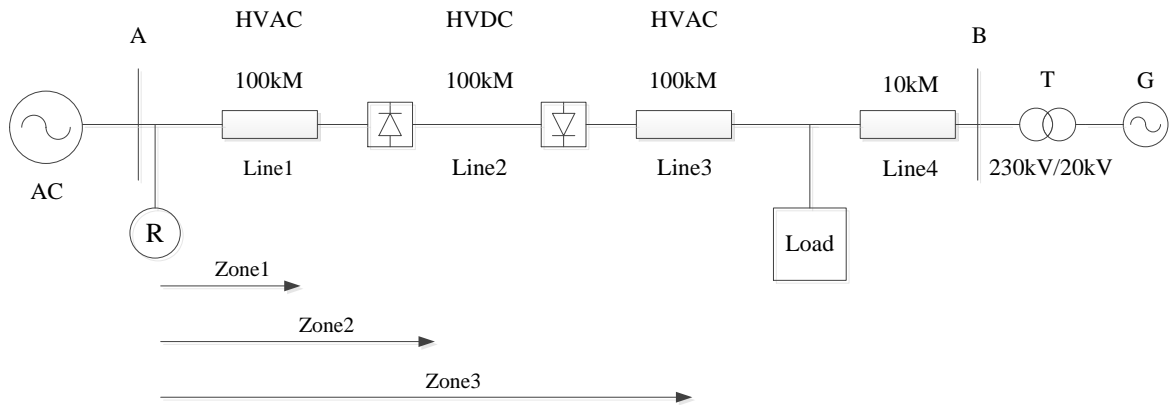 HVAC HVDC HVAC
A B
100kM 100kM 100kM 10kM T G
Line1 Line2 Line3 Line4 230kV/20kV
AC
R
Load
Zone1
Zone2
Zone3